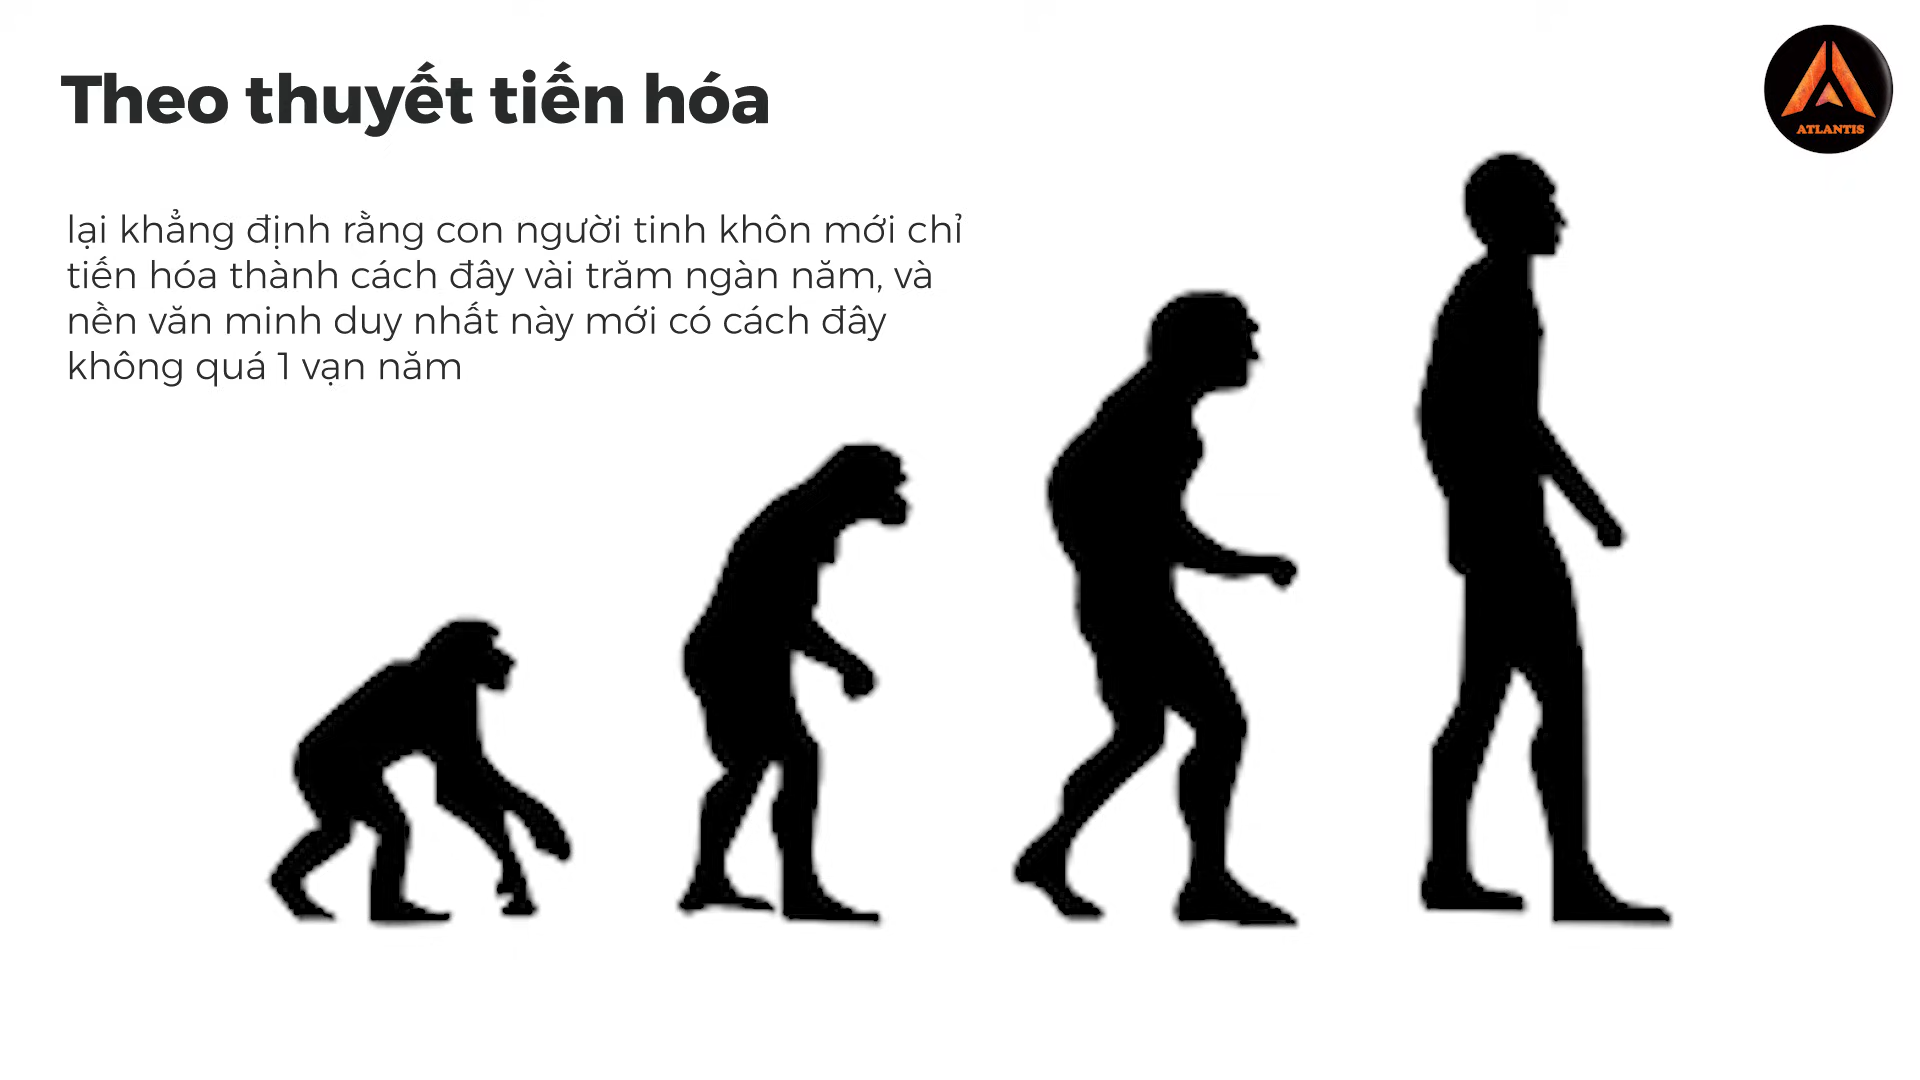 Theo thuyết tiến hóa
ATLANTIS
lại khẳng định rằng con người tinh khôn mới chỉ
tiến hóa thành cách đây vài trăm ngàn năm, và
nền văn minh duy nhất này mới có cách đây
không quá 1 vạn năm